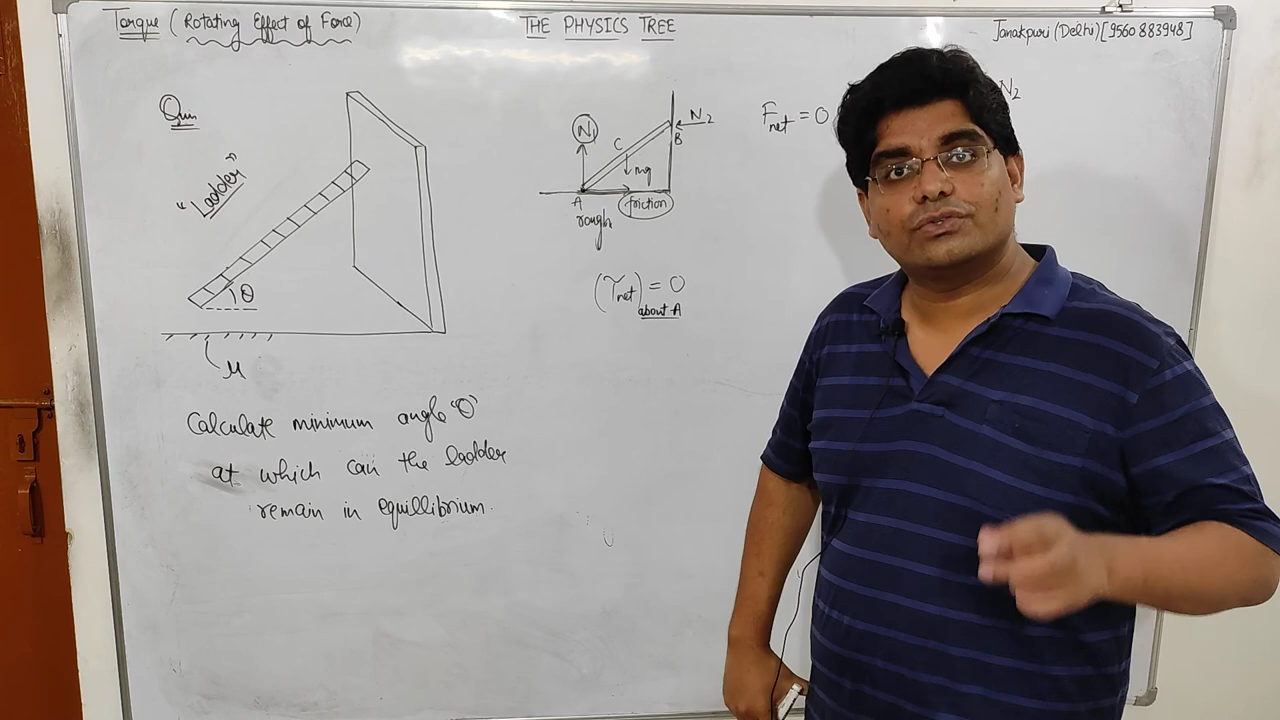 Torque (Rotating Effect of Force)
THE PHYSICS TREE
Janakpuri (Delhi) [9560883948]
Qun
"Ladder"
θ
μ
Calculate minimum angle "θ"
at which can the ladder
remain in equillibrium.
N₁
C
N₂
B
mg
A
friction
rough
(τnet) = 0
about A
Fnet = 0
N₂